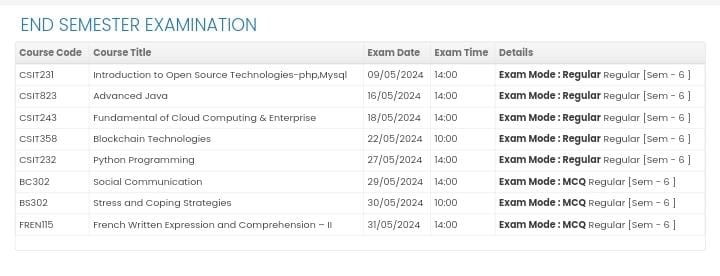 END SEMESTER EXAMINATION
Course Code Course Title Exam Date Exam Time Details
CSIT231 Introduction to Open Source Technologies-php,Mysql 09/05/2024 14:00 Exam Mode : Regular Regular [Sem - 6 ]
CSIT823 Advanced Java 16/05/2024 14:00 Exam Mode : Regular Regular [Sem - 6 ]
CSIT243 Fundamental of Cloud Computing & Enterprise 18/05/2024 14:00 Exam Mode : Regular Regular [Sem - 6 ]
CSIT358 Blockchain Technologies 22/05/2024 10:00 Exam Mode : Regular Regular [Sem - 6 ]
CSIT232 Python Programming 27/05/2024 14:00 Exam Mode : Regular Regular [Sem - 6 ]
BC302 Social Communication 29/05/2024 14:00 Exam Mode : MCQ Regular [Sem - 6 ]
BS302 Stress and Coping Strategies 30/05/2024 10:00 Exam Mode : MCQ Regular [Sem - 6 ]
FREN115 French Written Expression and Comprehension – II 31/05/2024 14:00 Exam Mode : MCQ Regular [Sem - 6 ]